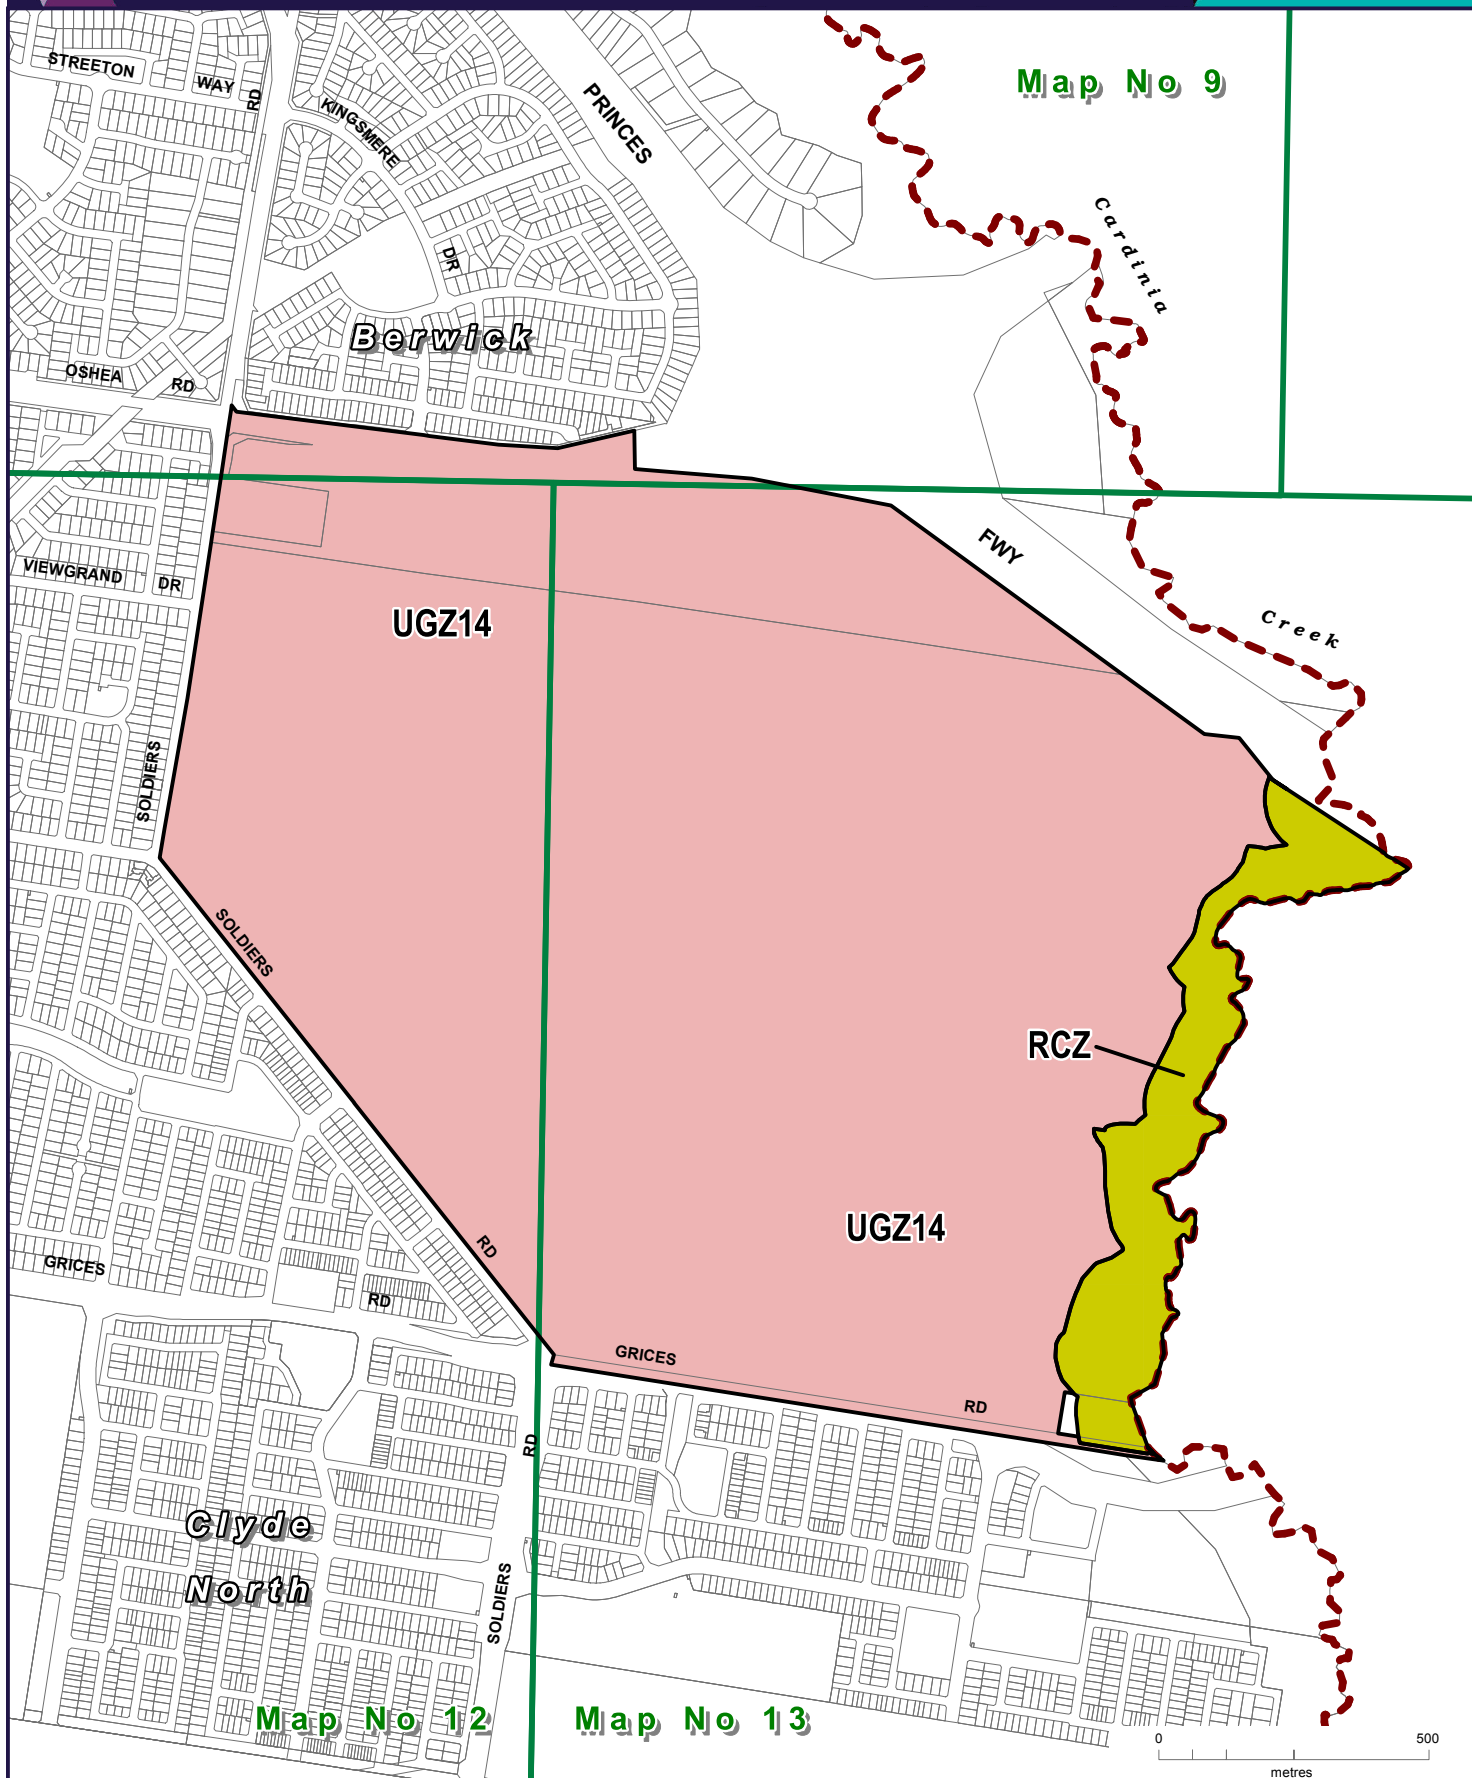 Map No 9
STREETON
WAY
RD
KINGSMERE
DR
PRINCES
Cardinia
Berwick
OSHEA
RD
FWY
VIEWGRAND
DR
UGZ14
Creek
SOLDIERS
SOLDIERS
RCZ
UGZ14
RD
GRICES
RD
GRICES
RD
RD
Clyde
North
SOLDIERS
Map No 12
Map No 13
0
500
metres